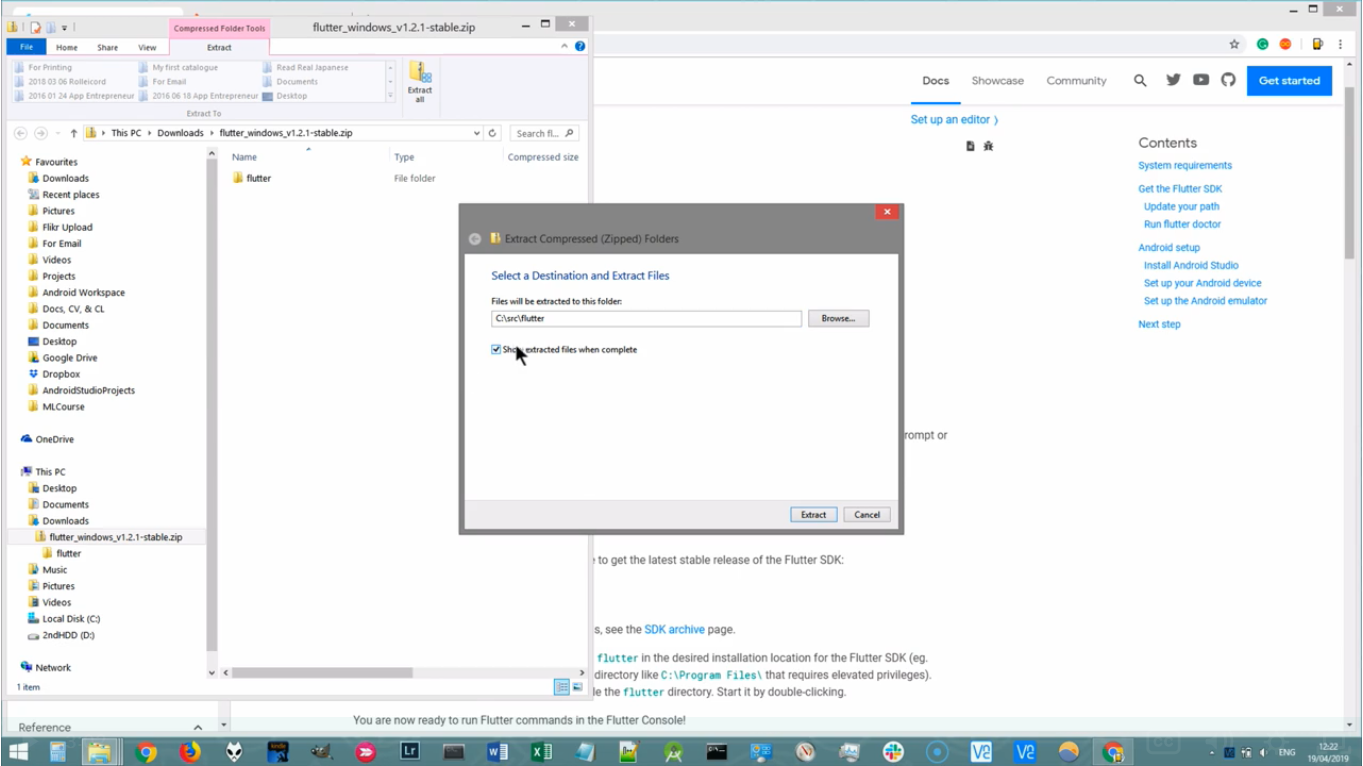 Compressed Folder Tools
flutter_windows_v1.2.1-stable.zip
File
Home
Share
View
Extract
For Printing
My first catalogue
Read Real Japanese
2018 03 06 Rolleicord
For Email
Documents
2016 01 24 App Entrepreneur
2016 06 18 App Entrepreneur
Desktop
Extract all
Extract To
This PC
Downloads
flutter_windows_v1.2.1-stable.zip
Search fl...
Name
Type
Compressed size
flutter
File folder
Favourites
Downloads
Recent places
Pictures
Flikr Upload
For Email
Videos
Projects
Android Workspace
Docs, CV, & CL
Documents
Desktop
Google Drive
Dropbox
AndroidStudioProjects
MLCourse
OneDrive
This PC
Desktop
Documents
Downloads
flutter_windows_v1.2.1-stable.zip
flutter
Music
Pictures
Videos
Local Disk (C:)
2ndHDD (D:)
Network
1 item
Reference
Extract Compressed (Zipped) Folders
Select a Destination and Extract Files
Files will be extracted to this folder:
C:\src\flutter
Browse...
Show extracted files when complete
Extract
Cancel
Docs
Showcase
Community
Get started
Set up an editor
Contents
System requirements
Get the Flutter SDK
Update your path
Run flutter doctor
Android setup
Install Android Studio
Set up your Android device
Set up the Android emulator
Next step
rompt or
to get the latest stable release of the Flutter SDK:
s, see the SDK archive page.
flutter in the desired installation location for the Flutter SDK (eg.
directory like C:\Program Files\ that requires elevated privileges).
le the flutter directory. Start it by double-clicking.
You are now ready to run Flutter commands in the Flutter Console!
Lr
ENG
12:22
19/04/2019